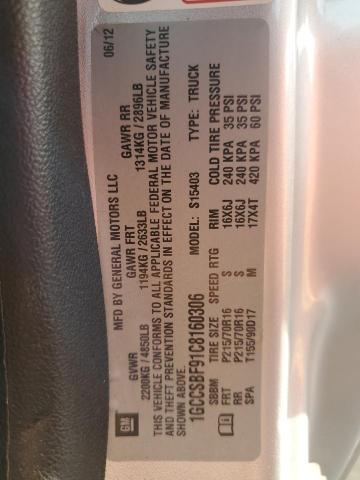 MFD BY GENERAL MOTORS LLC 06/12
GVWR GAWR FRT GAWR RR
2200KG / 4850LB 1194KG / 2633LB 1314KG / 2896LB
THIS VEHICLE CONFORMS TO ALL APPLICABLE FEDERAL MOTOR VEHICLE SAFETY
AND THEFT PREVENTION STANDARDS IN EFFECT ON THE DATE OF MANUFACTURE
SHOWN ABOVE.
1GCCSBF91C8160306 MODEL: S15403 TYPE: TRUCK
SBBM TIRE SIZE SPEED RTG RIM COLD TIRE PRESSURE
FRT P215/70R16 S 16X6J 240 KPA 35 PSI
RR P215/70R16 S 16X6J 240 KPA 35 PSI
SPA T155/90D17 M 17X4T 420 KPA 60 PSI
GM